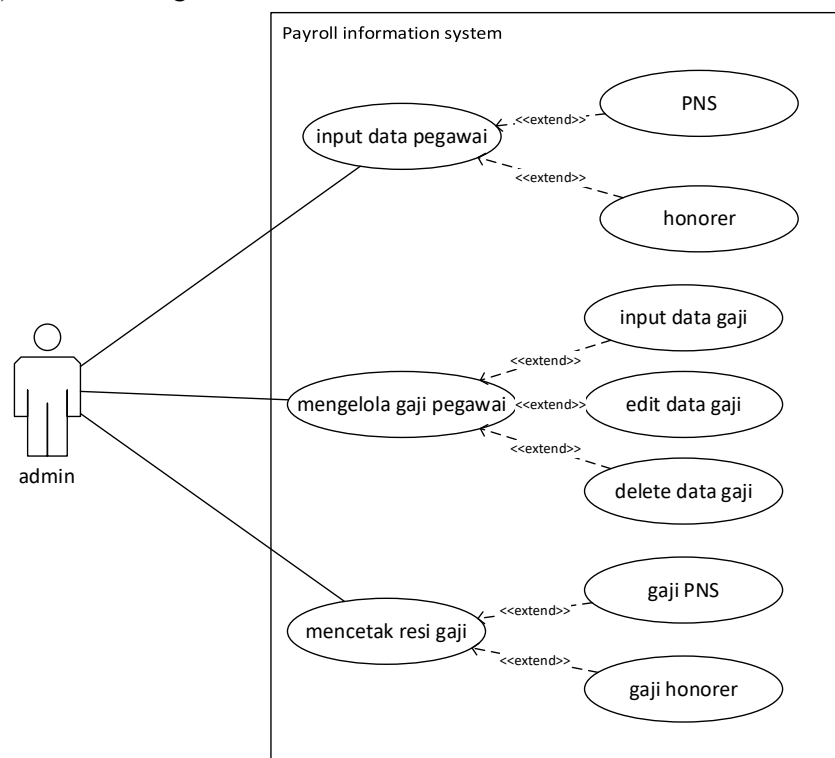 Payroll information system
PNS
<<extend>>
input data pegawai
<<extend>>
honorer
input data gaji
<<extend>>
mengelola gaji pegawai
<<extend>>
edit data gaji
<<extend>>
delete data gaji
admin
gaji PNS
<<extend>>
mencetak resi gaji
<<extend>>
gaji honorer